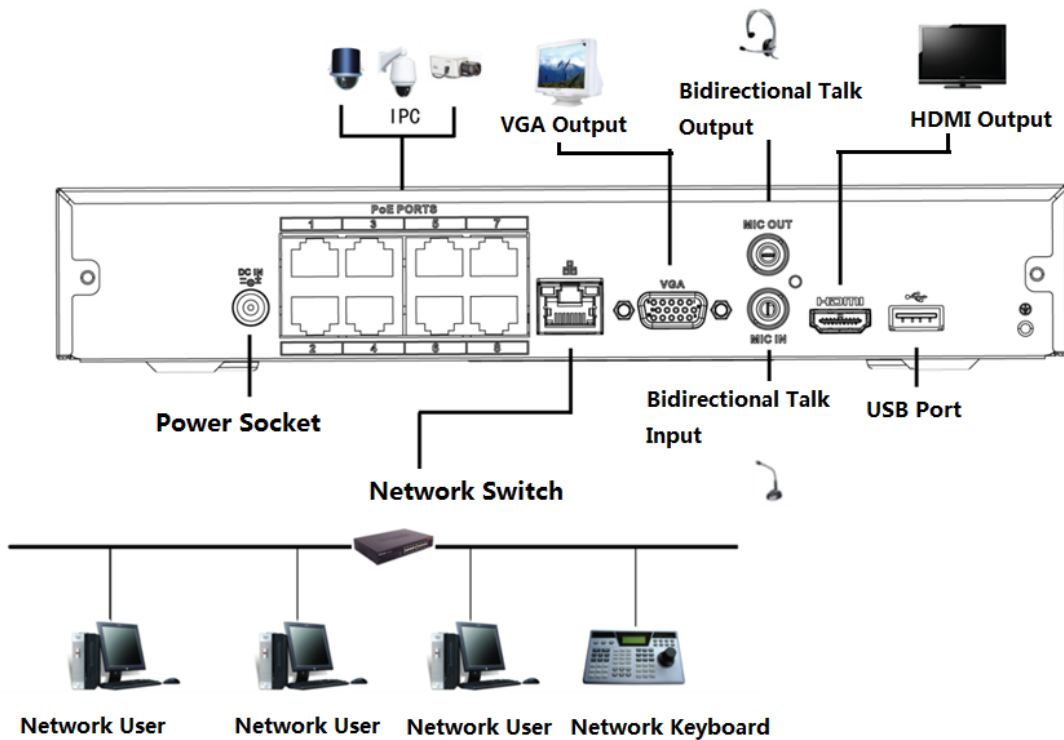 IPC
VGA Output
Bidirectional Talk
Output
HDMI Output
PoE PORTS
1 3 5 7
MIC OUT
DC IN
VGA
HDMI
MIC IN
2 4 6 8
Power Socket
Bidirectional Talk
Input
USB Port
Network Switch
Network User
Network User
Network User
Network Keyboard